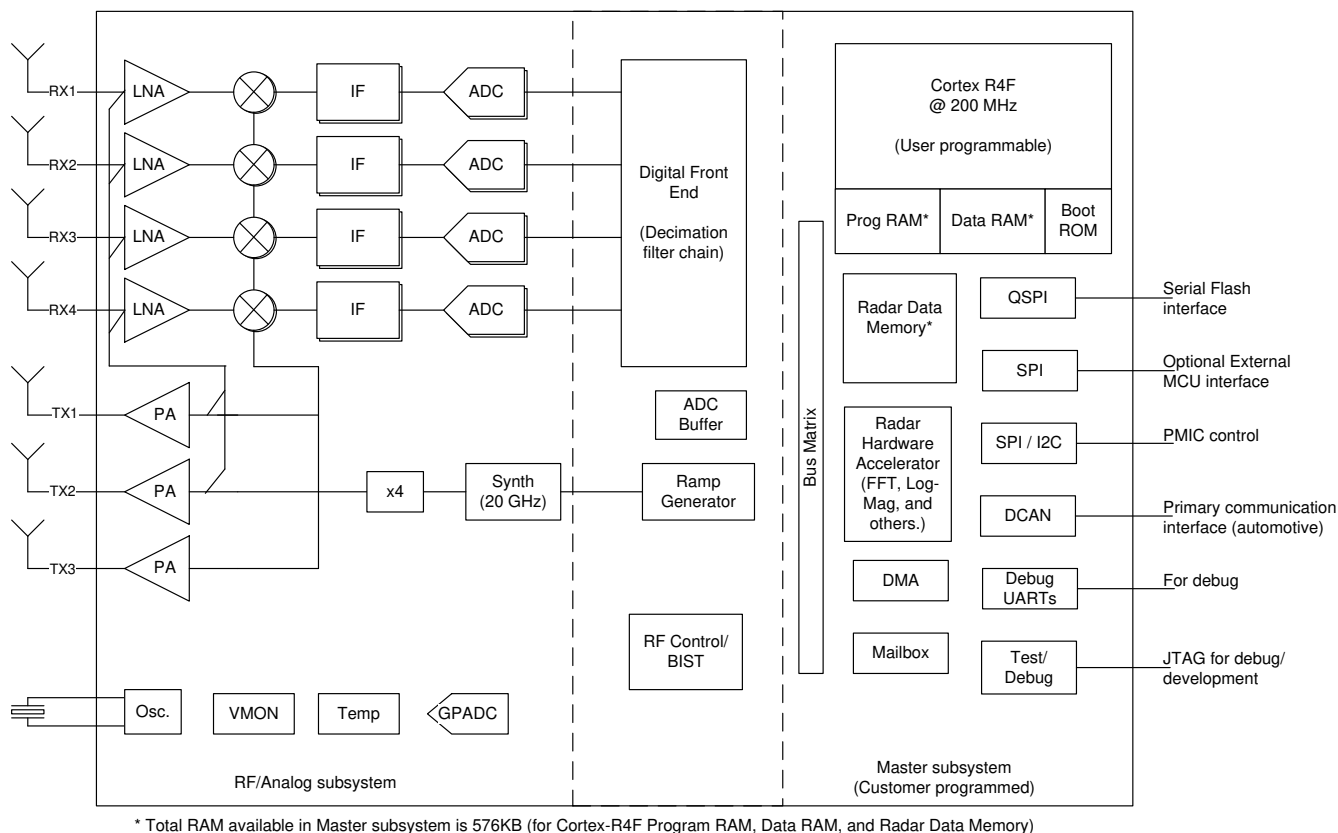 RX1
LNA
IF
ADC
RX2
LNA
IF
ADC
RX3
LNA
IF
ADC
RX4
LNA
IF
ADC
TX1
PA
TX2
PA
TX3
PA
x4
Synth
(20 GHz)
Osc.
VMON
Temp
GPADC
RF/Analog subsystem
Digital Front
End
(Decimation
filter chain)
ADC
Buffer
Ramp
Generator
RF Control/
BIST
Bus Matrix
Cortex R4F
@ 200 MHz
(User programmable)
Prog RAM*
Data RAM*
Boot
ROM
Radar Data
Memory*
Radar
Hardware
Accelerator
(FFT, Log-
Mag, and
others.)
DMA
Mailbox
QSPI
Serial Flash
interface
SPI
Optional External
MCU interface
SPI / I2C
PMIC control
DCAN
Primary communication
interface (automotive)
Debug
UARTs
For debug
Test/
Debug
JTAG for debug/
development
Master subsystem
(Customer programmed)
* Total RAM available in Master subsystem is 576KB (for Cortex-R4F Program RAM, Data RAM, and Radar Data Memory)